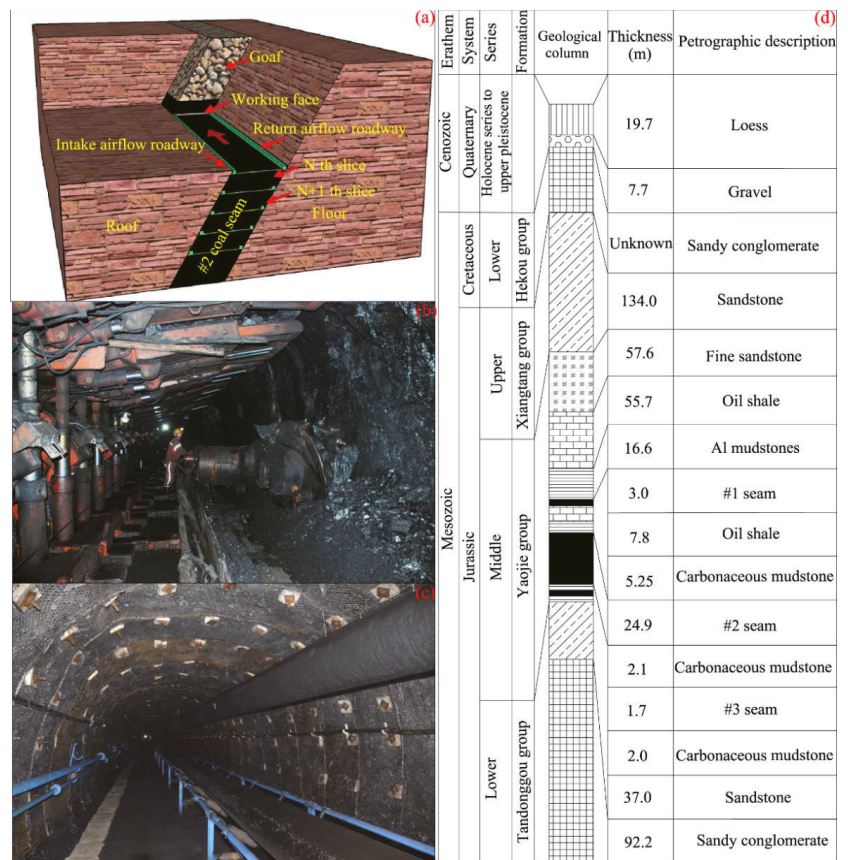 (a)
Goaf
Working face
Return airflow roadway
Intake airflow roadway
N th slice
N+1 th slice
Floor
Roof
#2 coal seam
(b)
(c)
(d)
Erathem System Series Formation Geological column Thickness (m) Petrographic description
Cenozoic
Quaternary
Holocene series to upper pleistocene
19.7 Loess
7.7 Gravel
Mesozoic
Cretaceous
Lower
Hekou group
Unknown Sandy conglomerate
134.0 Sandstone
Jurassic
Upper
Xiangtang group
57.6 Fine sandstone
55.7 Oil shale
16.6 Al mudstones
Middle
Yaojie group
3.0 #1 seam
7.8 Oil shale
5.25 Carbonaceous mudstone
24.9 #2 seam
2.1 Carbonaceous mudstone
1.7 #3 seam
2.0 Carbonaceous mudstone
Lower
Tandonggou group
37.0 Sandstone
92.2 Sandy conglomerate